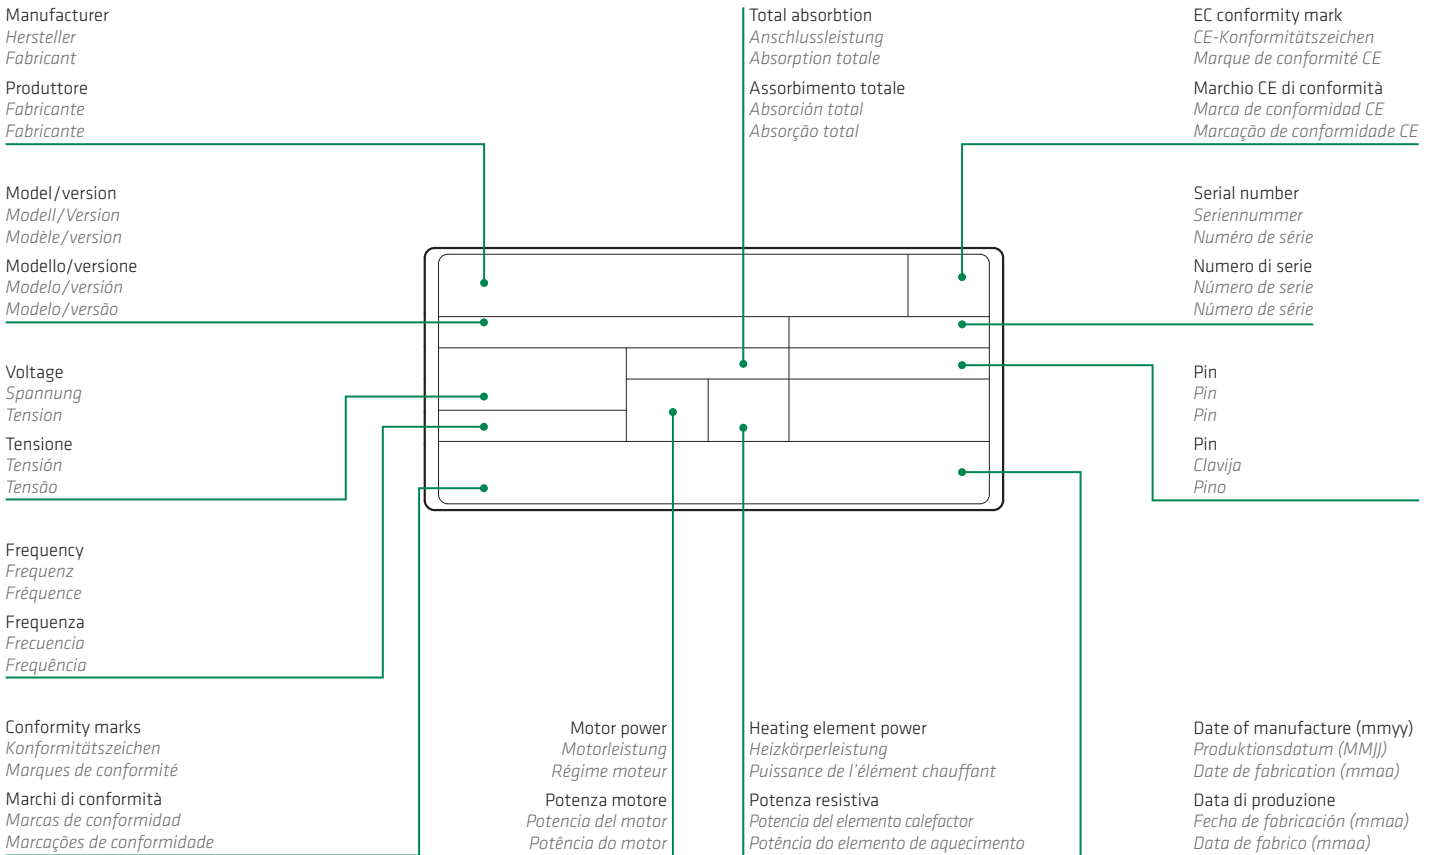 Manufacturer
Hersteller
Fabricant
Produttore
Fabricante
Fabricante
Total absorbtion
Anschlussleistung
Absorption totale
Assorbimento totale
Absorción total
Absorção total
EC conformity mark
CE-Konformitätszeichen
Marque de conformité CE
Marchio CE di conformità
Marca de conformidad CE
Marcação de conformidade CE
Model/version
Modell/Version
Modèle/version
Modello/versione
Modelo/versión
Modelo/versão
Serial number
Seriennummer
Numéro de série
Numero di serie
Número de serie
Número de série
Voltage
Spannung
Tension
Tensione
Tensión
Tensão
Pin
Pin
Pin
Pin
Clavija
Pino
Frequency
Frequenz
Fréquence
Frequenza
Frecuencia
Frequência
Conformity marks
Konformitätszeichen
Marques de conformité
Marchi di conformità
Marcas de conformidad
Marcações de conformidade
Motor power
Motorleistung
Régime moteur
Potenza motore
Potencia del motor
Potência do motor
Heating element power
Heizkörperleistung
Puissance de l'élément chauffant
Potenza resistiva
Potencia del elemento calefactor
Potência do elemento de aquecimento
Date of manufacture (mmyy)
Produktionsdatum (MMJJ)
Date de fabrication (mmaa)
Data di produzione
Fecha de fabricación (mmaa)
Data de fabrico (mmaa)